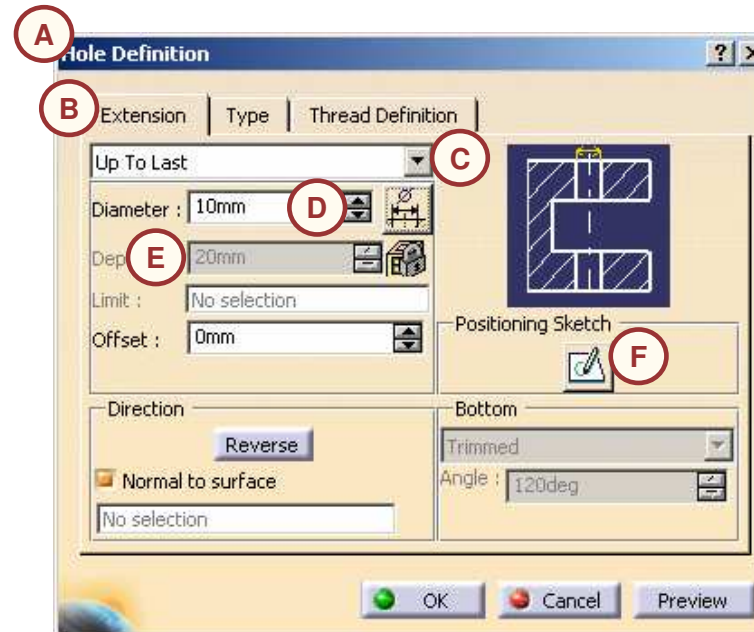 A
Hole Definition
B
Extension Type Thread Definition
Up To Last
C
Diameter : 10mm
D
Dep
E
20mm
Limit : No selection
Offset : 0mm
Positioning Sketch
F
Direction
Reverse
Normal to surface
No selection
Bottom
Trimmed
Angle : 120deg
OK Cancel Preview